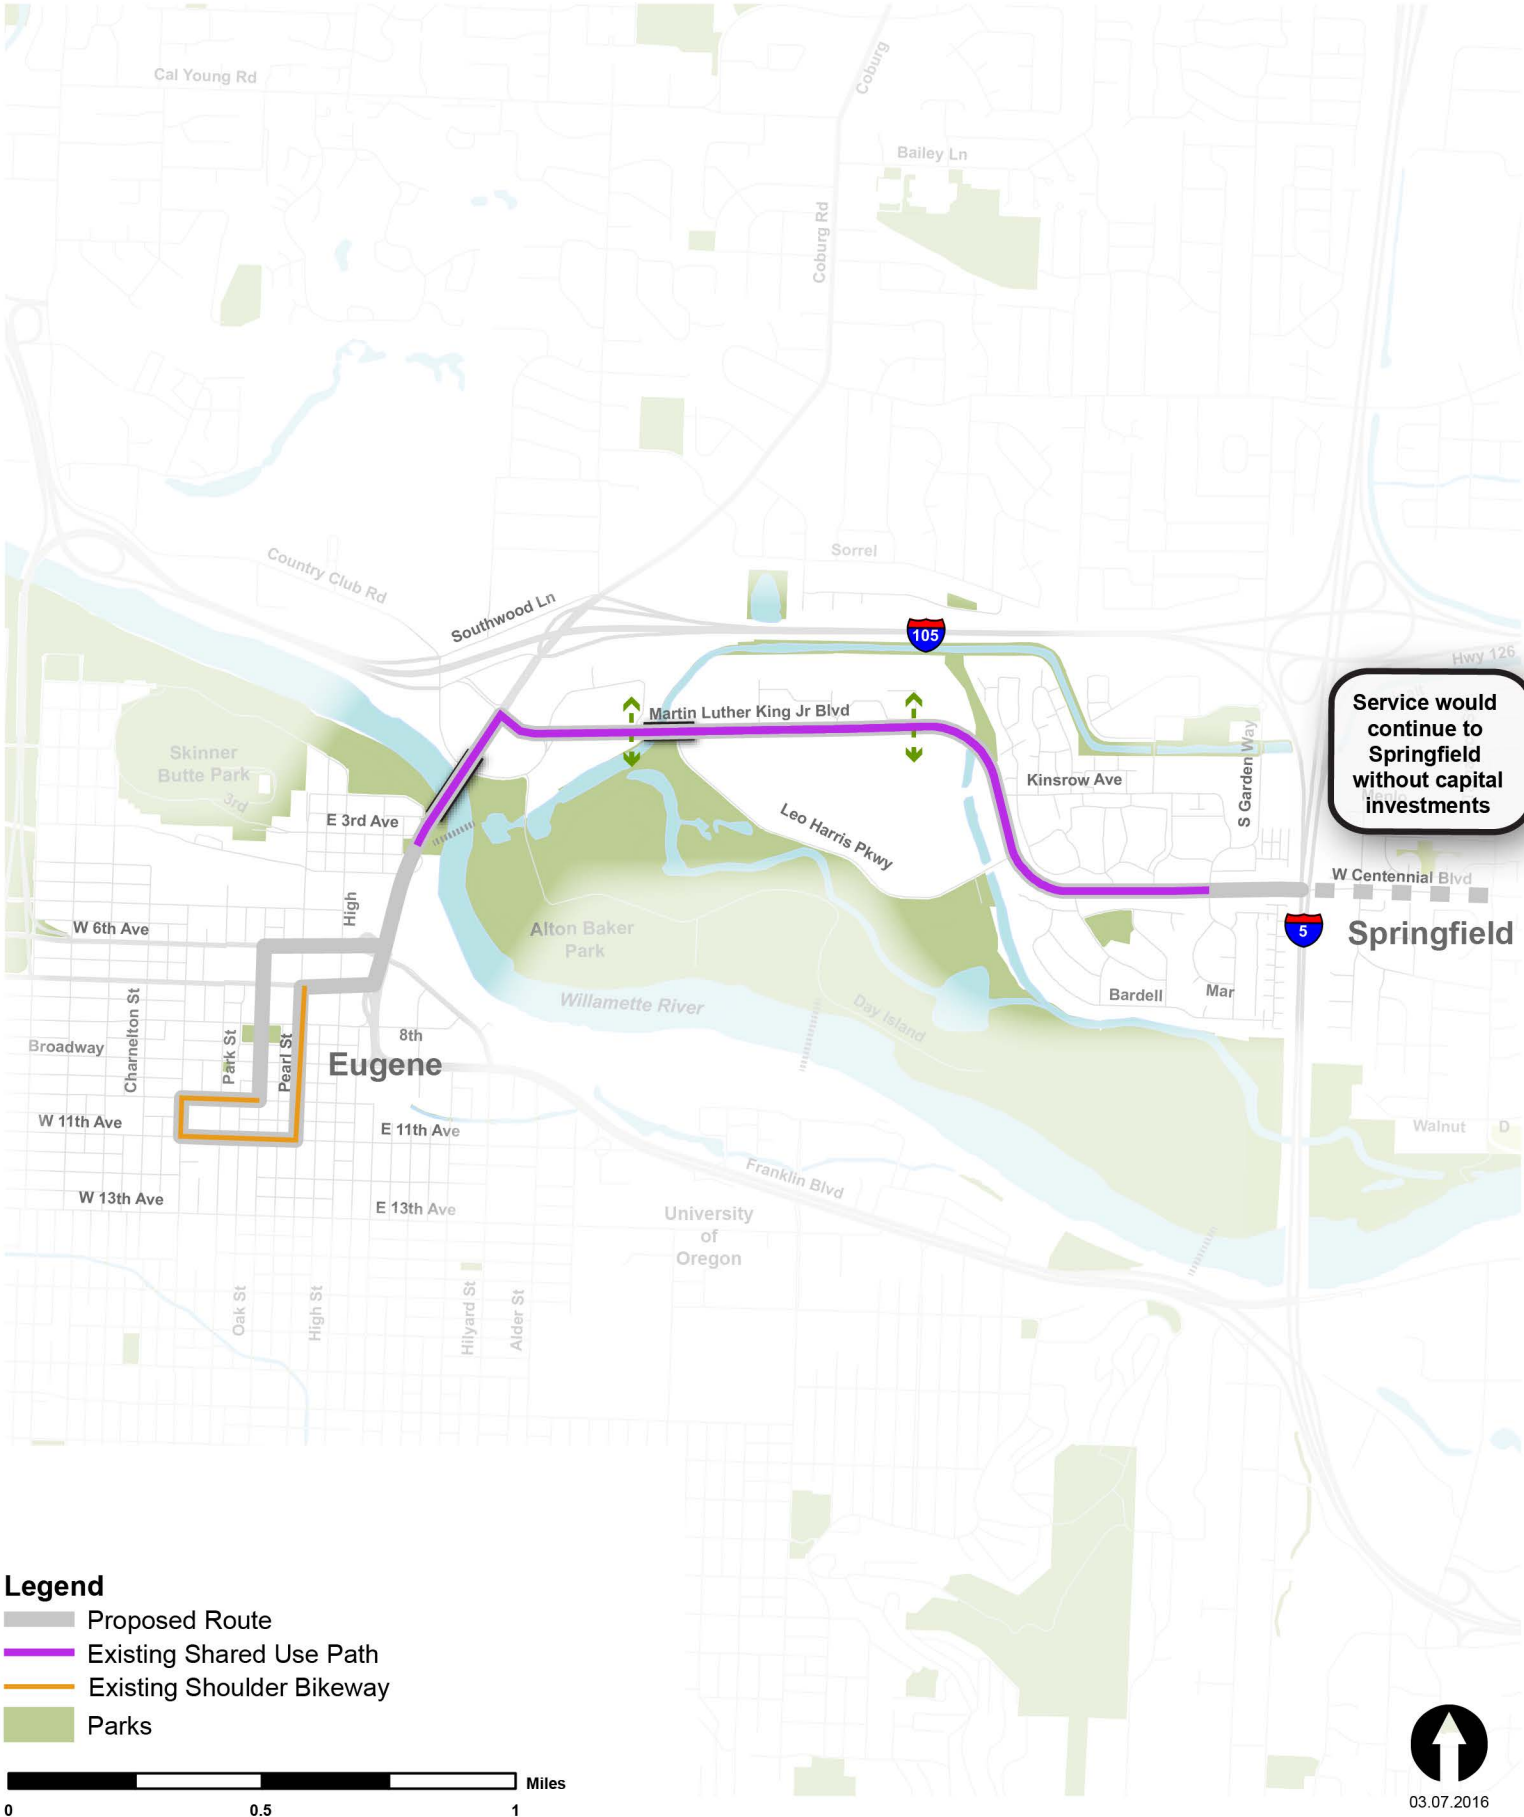 Cal Young Rd
Coburg
Bailey Ln
Coburg Rd
Sorrel
Country Club Rd
Southwood Ln
105
Hwy 126
Service would
continue to
Springfield
without capital
investments
Martin Luther King Jr Blvd
Skinner
Butte Park
3rd
Kinsrow Ave
S Garden Way
E 3rd Ave
Leo Harris Pkwy
W Centennial Blvd
High
W 6th Ave
Alton Baker
Park
5
Springfield
Willamette River
Day Island
Bardell
Mar
Charnelton St
Broadway
Park St
Pearl St
8th
Eugene
W 11th Ave
E 11th Ave
Walnut
D
Franklin Blvd
W 13th Ave
E 13th Ave
University
of
Oregon
Oak St
High St
Hilyard St
Alder St
Legend
Proposed Route
Existing Shared Use Path
Existing Shoulder Bikeway
Parks
Miles
0
0.5
1
03.07.2016